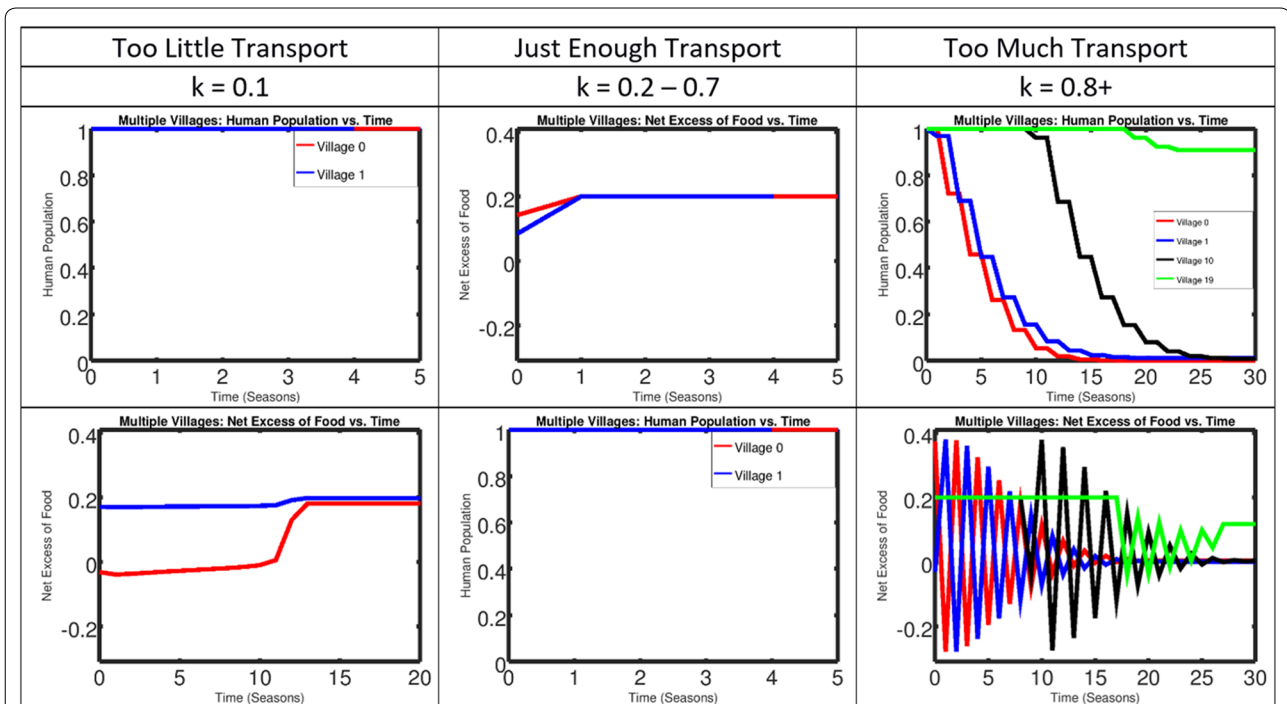 Too Little Transport
Just Enough Transport
Too Much Transport
k = 0.1
k = 0.2 – 0.7
k = 0.8+
Multiple Villages: Human Population vs. Time
1
0.8
0.6
0.4
0.2
0
Human Population
Village 0
Village 1
0 1 2 3 4 5
Time (Seasons)
Multiple Villages: Net Excess of Food vs. Time
0.4
0.2
0
-0.2
Net Excess of Food
0 1 2 3 4 5
Time (Seasons)
Multiple Villages: Human Population vs. Time
1
0.8
0.6
0.4
0.2
0
Human Population
Village 0
Village 1
Village 10
Village 19
0 5 10 15 20 25 30
Time (Seasons)
Multiple Villages: Net Excess of Food vs. Time
0.4
0.2
0
-0.2
Net Excess of Food
0 5 10 15 20
Time (Seasons)
Multiple Villages: Human Population vs. Time
1
0.8
0.6
0.4
0.2
0
Human Population
Village 0
Village 1
0 1 2 3 4 5
Time (Seasons)
Multiple Villages: Net Excess of Food vs. Time
0.4
0.2
0
-0.2
Net Excess of Food
0 5 10 15 20 25 30
Time (Seasons)